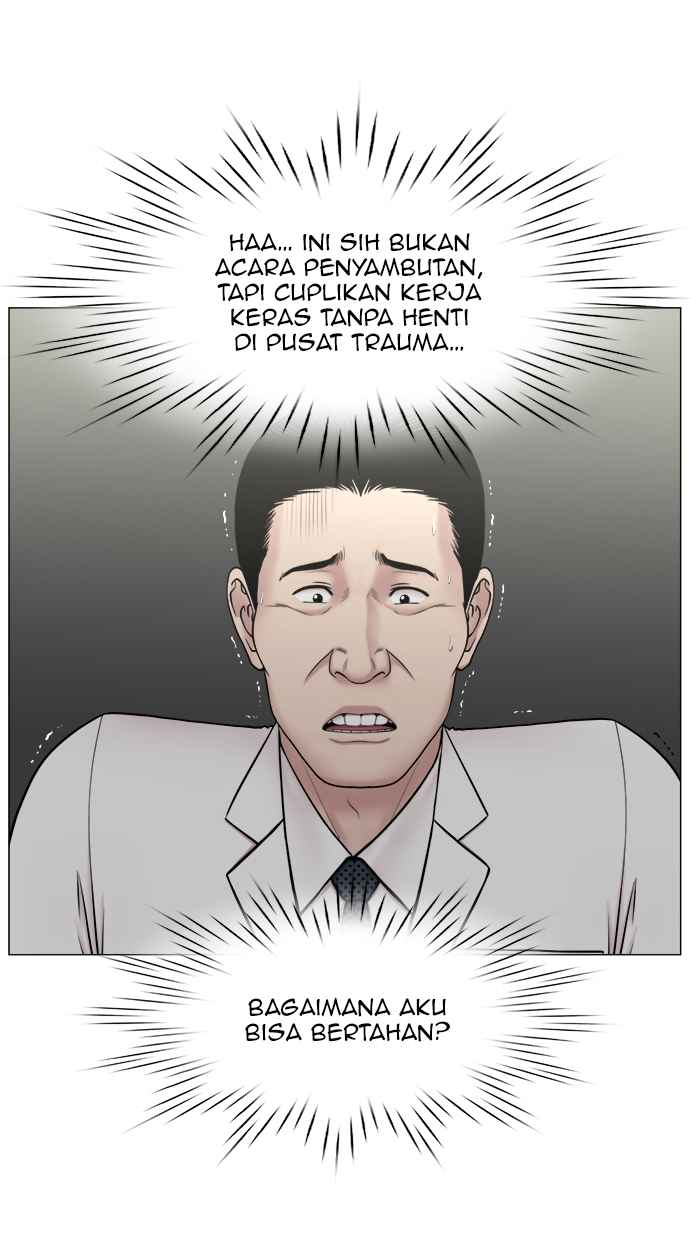 HAA... INI SIH BUKAN
ACARA PENYAMBUTAN,
TAPI CUPLIKAN KERJA
KERAS TANPA HENTI
DI PUSAT TRAUMA...
BAGAIMANA AKU
BISA BERTAHAN?